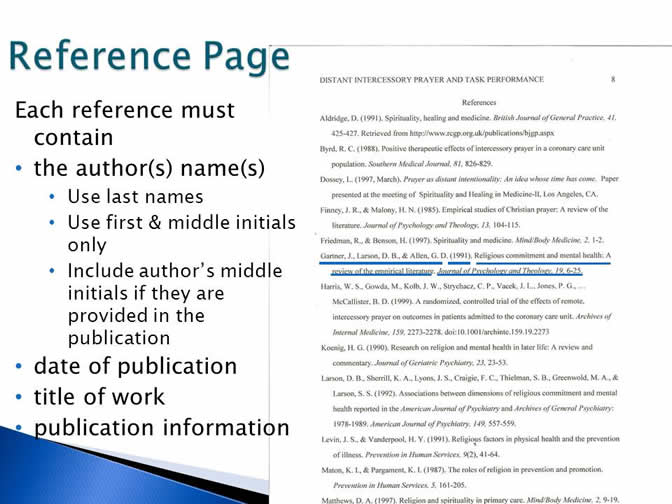 Reference Page
Each reference must
contain
• the author(s) name(s)
• Use last names
• Use first & middle initials
only
• Include author's middle
initials if they are
provided in the
publication
• date of publication
• title of work
• publication information
DISTANT INTERCESSORY PRAYER AND TASK PERFORMANCE 8
References
Aldridge, D. (1991). Spirituality, healing and medicine. British Journal of General Practice, 41,
425-427. Retrieved from http://www.rcgp.org.uk/publications/bjgp.aspx
Byrd, R. C. (1988). Positive therapeutic effects of intercessory prayer in a coronary care unit
population. Southern Medical Journal, 81, 826-829.
Dossey, L. (1997, March). Prayer as distant intentionality: An idea whose time has come. Paper
presented at the meeting of Spirituality and Healing in Medicine-II, Los Angeles, CA.
Finney, J. R., & Malony, H. N. (1985). Empirical studies of Christian prayer: A review of the
literature. Journal of Psychology and Theology, 13, 104-115.
Friedman, R., & Benson, H. (1997). Spirituality and medicine. Mind/Body Medicine, 2, 1-2.
Gartner, J., Larson, D. B., & Allen, G. D. (1991). Religious commitment and mental health: A
review of the empirical literature. Journal of Psychology and Theology, 19, 6-25.
Harris, W. S., Gowda, M., Kolb, J. W., Strychacz, C. P., Vacek, J. L., Jones, P. G., ...
McCallister, B. D. (1999). A randomized, controlled trial of the effects of remote,
intercessory prayer on outcomes in patients admitted to the coronary care unit. Archives of
Internal Medicine, 159, 2273-2278. doi:10.1001/archinte.159.19.2273
Koenig, H. G. (1990). Research on religion and mental health in later life: A review and
commentary. Journal of Geriatric Psychiatry, 23, 23-53.
Larson, D. B., Sherrill, K. A., Lyons, J. S., Craigie, F. C., Thielman, S. B., Greenwold, M. A., &
Larson, S. S. (1992). Associations between dimensions of religious commitment and mental
health reported in the American Journal of Psychiatry and Archives of General Psychiatry:
1978-1989. American Journal of Psychiatry, 149, 557-559.
Levin, J. S., & Vanderpool, H. Y. (1991). Religious factors in physical health and the prevention
of illness. Prevention in Human Services, 9(2), 41-64.
Maton, K. I., & Pargament, K. I. (1987). The roles of religion in prevention and promotion.
Prevention in Human Services, 5, 161-205.
Matthews, D. A. (1997). Religion and spirituality in primary care. Mind/Body Medicine, 2, 9-19.